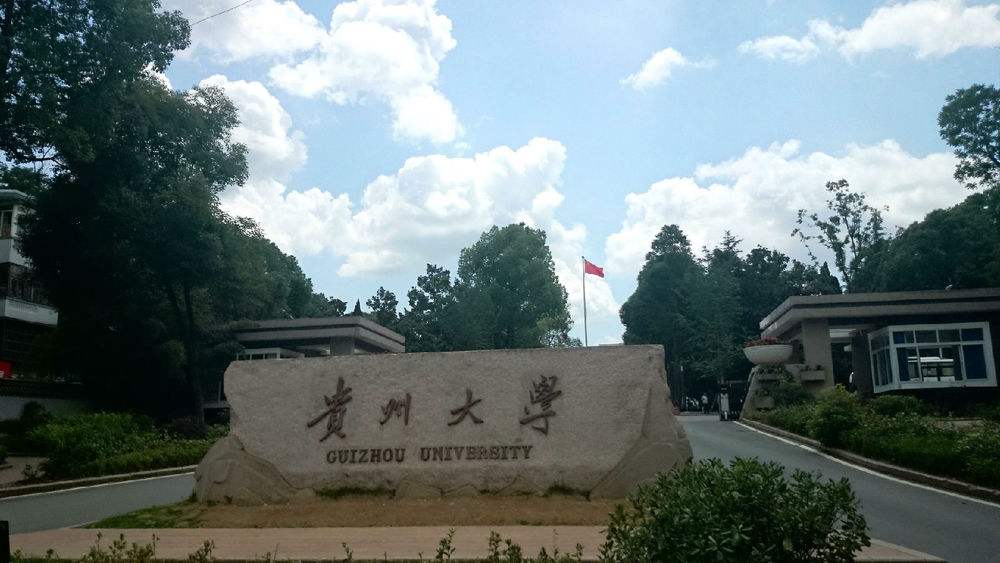 貴州大學
GUIZHOU UNIVERSITY